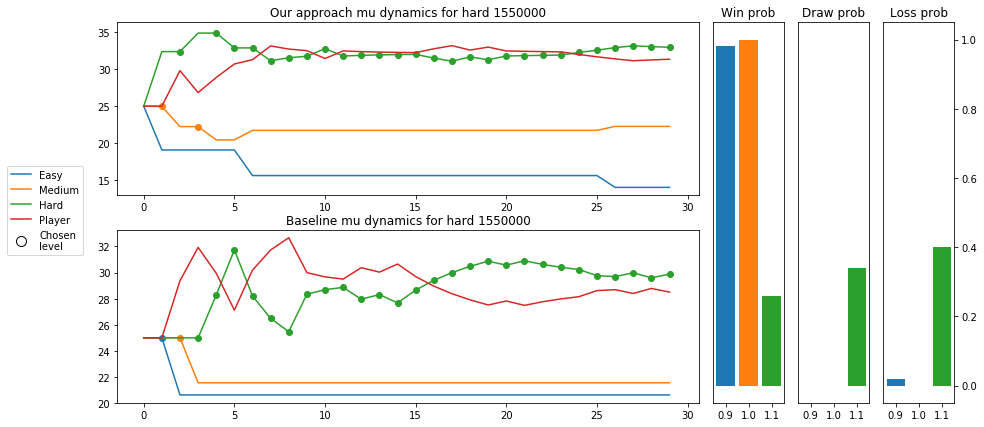 Our approach mu dynamics for hard 1550000
Win prob
Draw prob
Loss prob
35
30
25
20
15
0 5 10 15 20 25 30
Easy
Medium
Hard
Player
Chosen
level
Baseline mu dynamics for hard 1550000
32
30
28
26
24
22
20
0 5 10 15 20 25 30
0.9 1.0 1.1
0.9 1.0 1.1
0.9 1.0 1.1
1.0
0.8
0.6
0.4
0.2
0.0